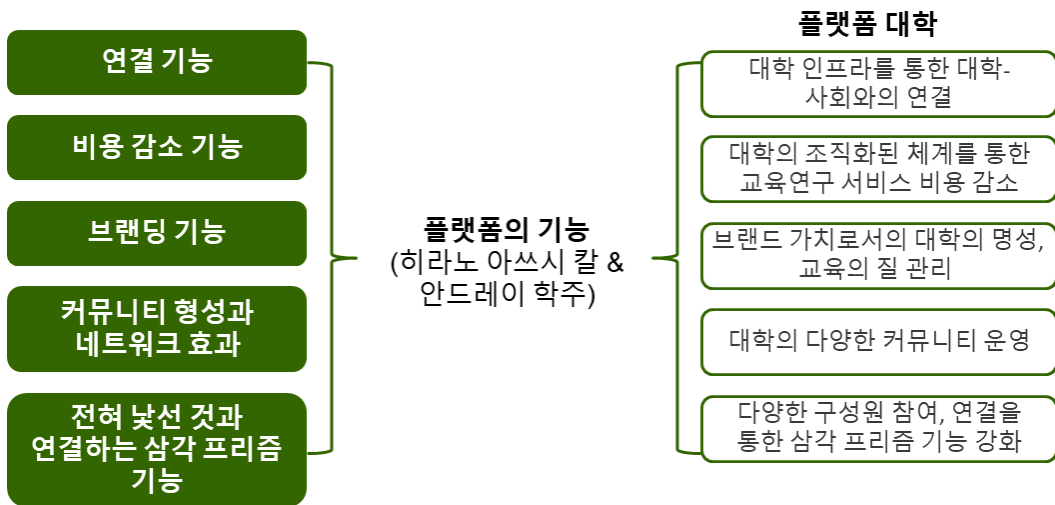 연결 기능
비용 감소 기능
브랜딩 기능
커뮤니티 형성과
네트워크 효과
전혀 낯선 것과
연결하는 삼각 프리즘
기능
플랫폼의 기능
(히라노 아쓰시 칼 &
안드레이 학주)
플랫폼 대학
대학 인프라를 통한 대학-
사회와의 연결
대학의 조직화된 체계를 통한
교육연구 서비스 비용 감소
브랜드 가치로서의 대학의 명성,
교육의 질 관리
대학의 다양한 커뮤니티 운영
다양한 구성원 참여, 연결을
통한 삼각 프리즘 기능 강화